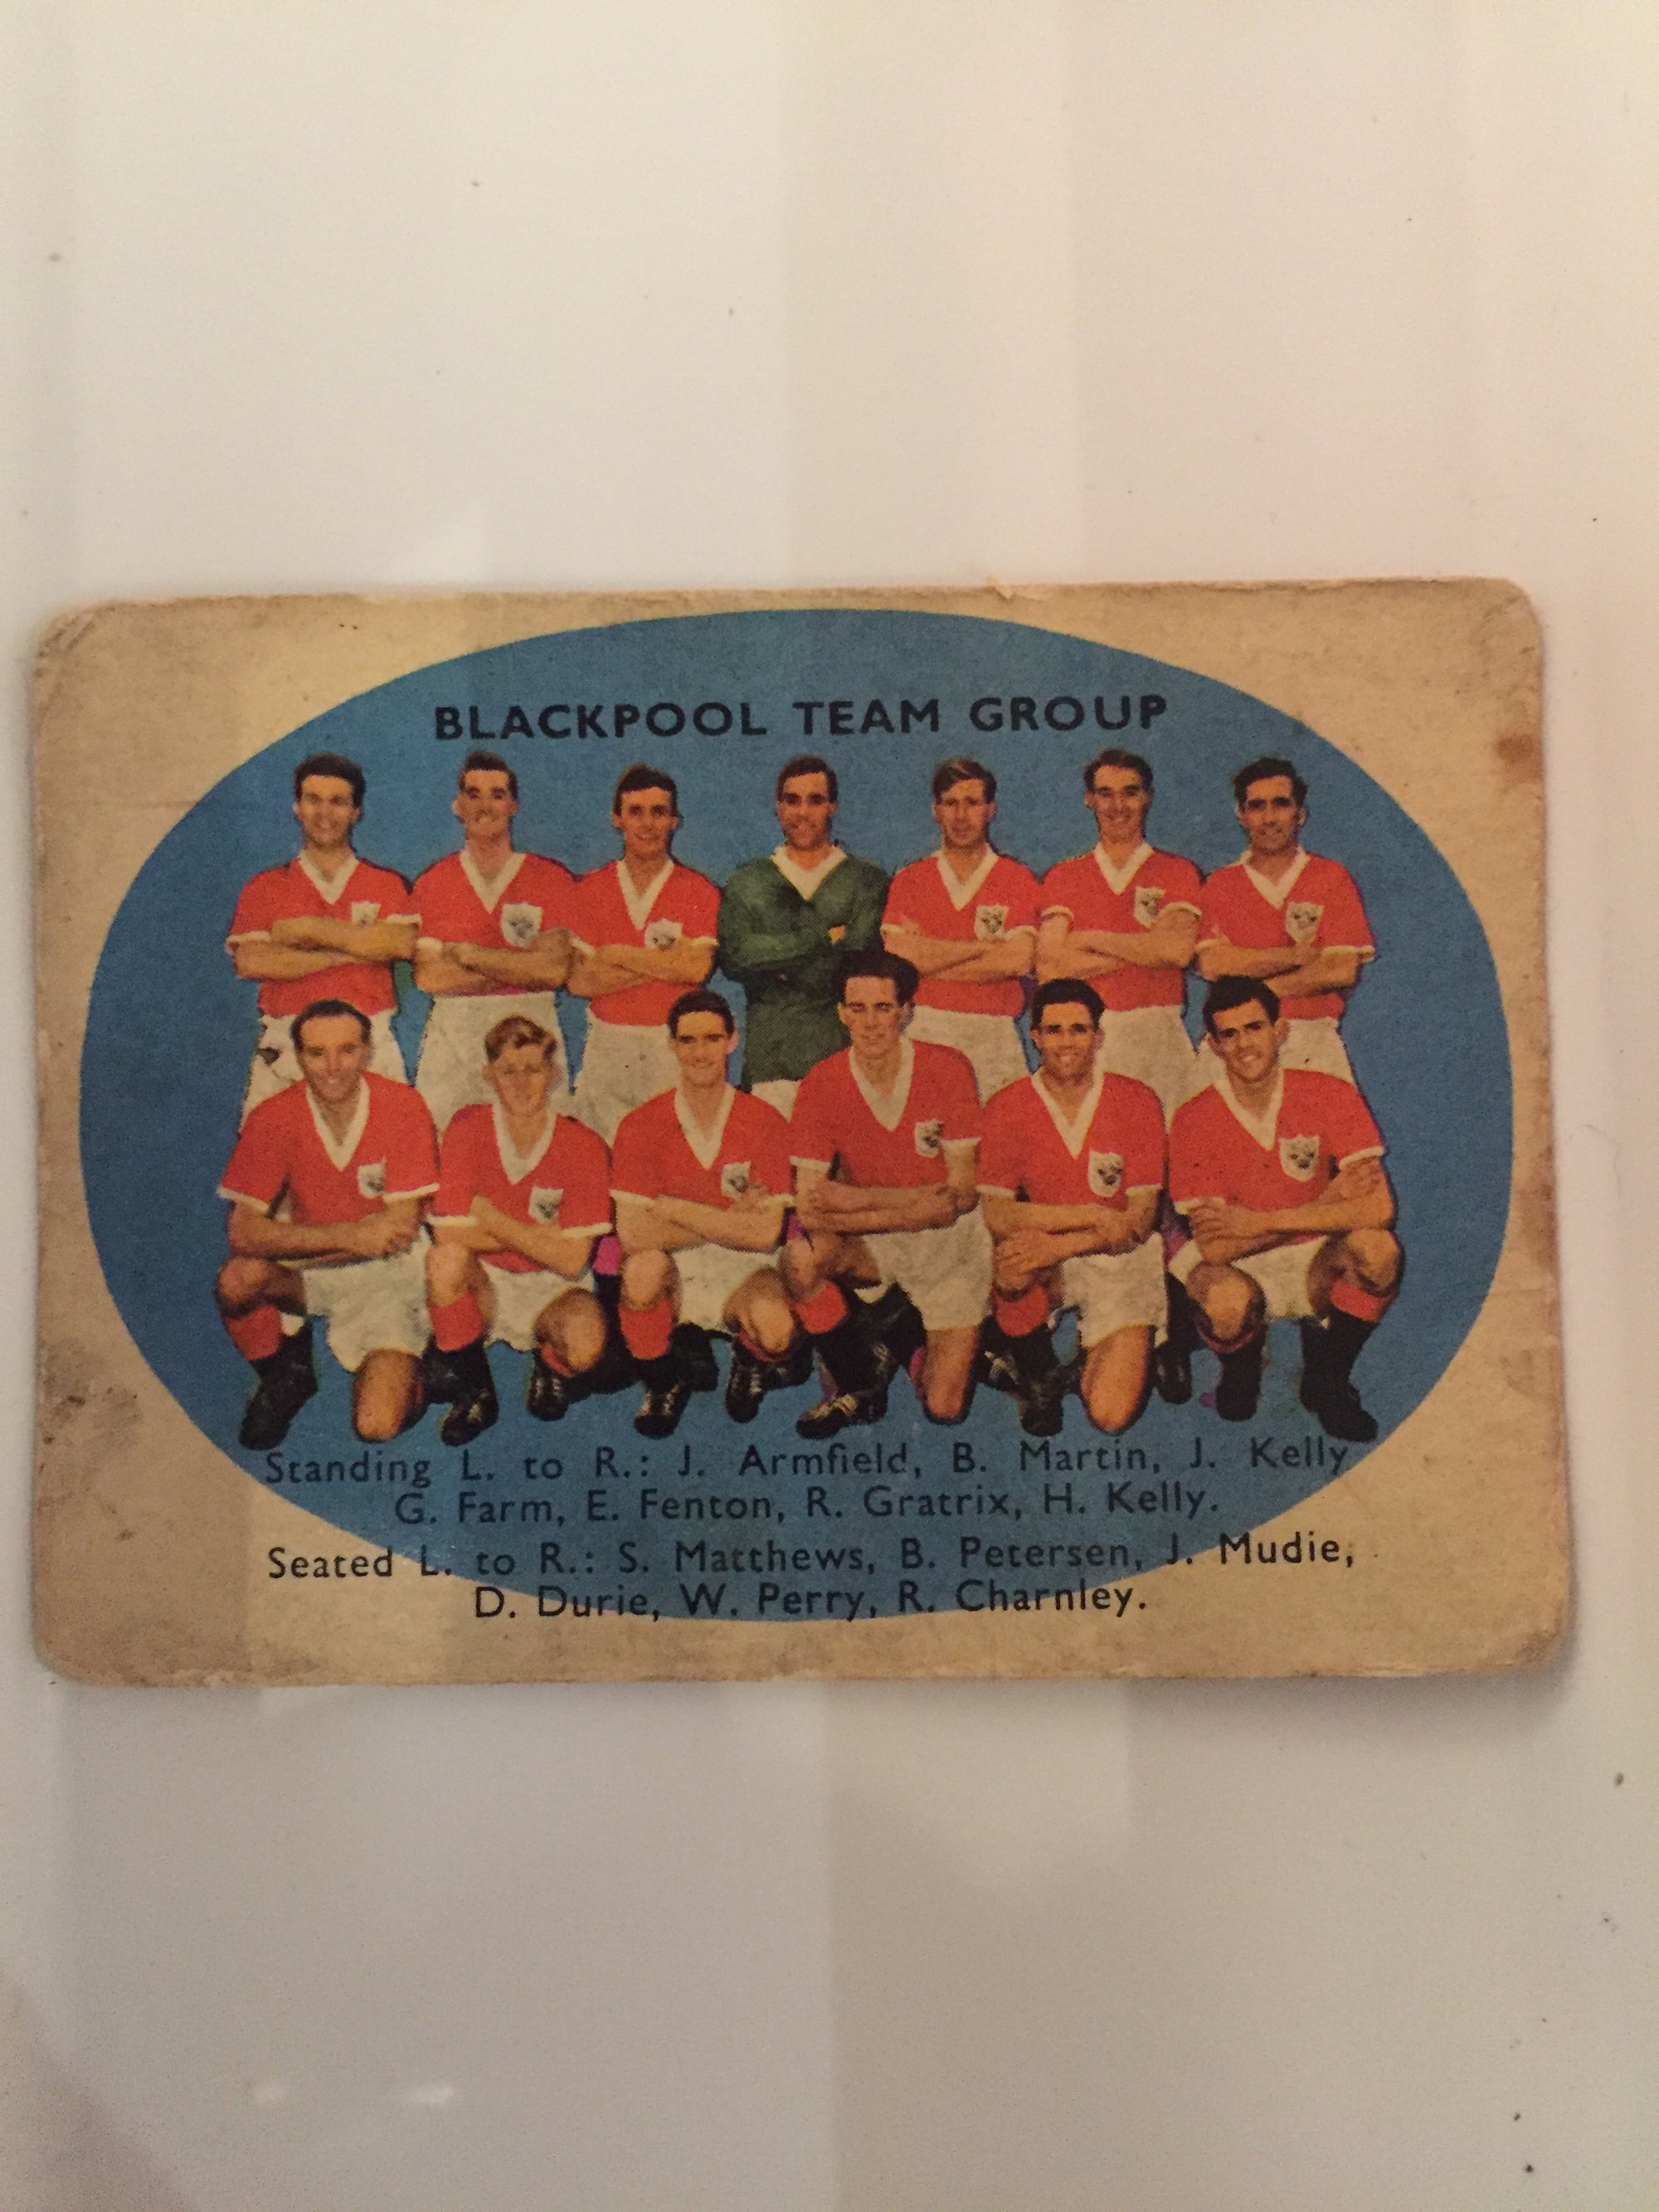 BLACKPOOL TEAM GROUP
Standing L. to R.: J. Armfield, B. Martin, J. Kelly
G. Farm, E. Fenton, R. Gratrix, H. Kelly.
Seated L. to R.: S. Matthews, B. Petersen, J. Mudie,
D. Durie, W. Perry, R. Charnley.